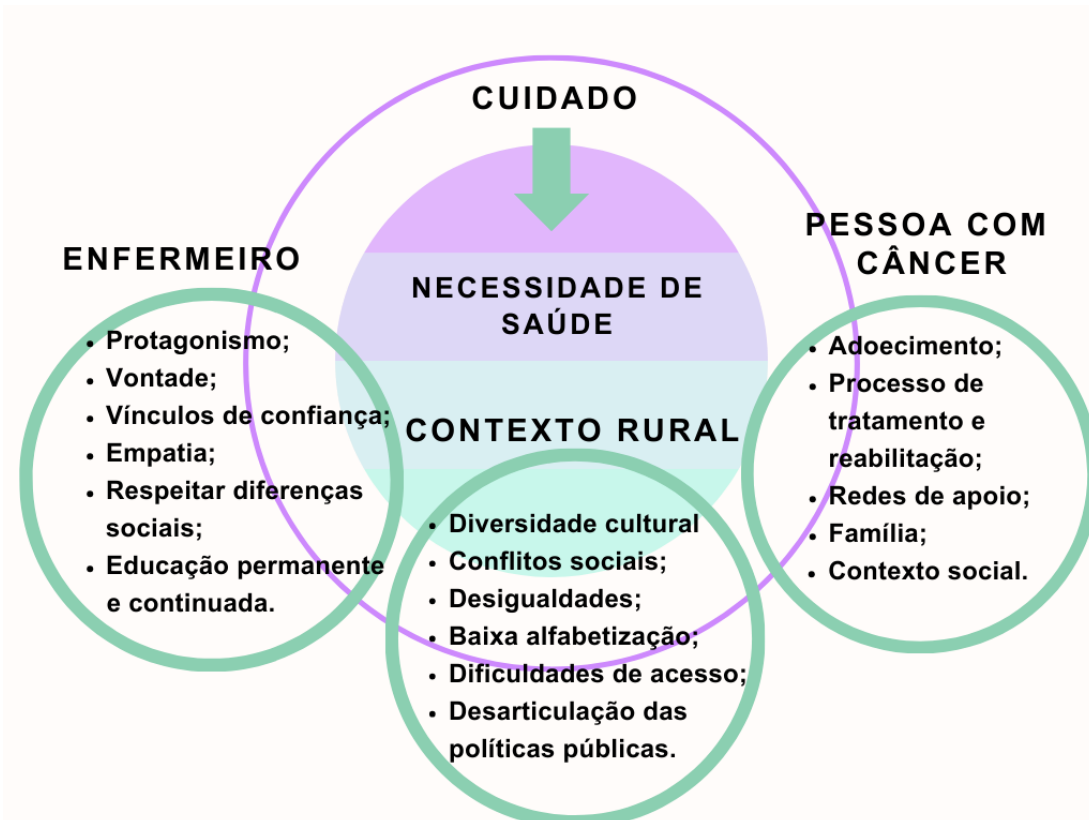 CUIDADO
NECESSIDADE DE
SAÚDE
ENFERMEIRO
• Protagonismo;
• Vontade;
• Vínculos de confiança;
• Empatia;
• Respeitar diferenças
sociais;
• Educação permanente
e continuada.
CONTEXTO RURAL
• Diversidade cultural
• Conflitos sociais;
• Desigualdades;
• Baixa alfabetização;
• Dificuldades de acesso;
• Desarticulação das
políticas públicas.
PESSOA COM
CÂNCER
• Adoecimento;
• Processo de
tratamento e
reabilitação;
• Redes de apoio;
• Família;
• Contexto social.